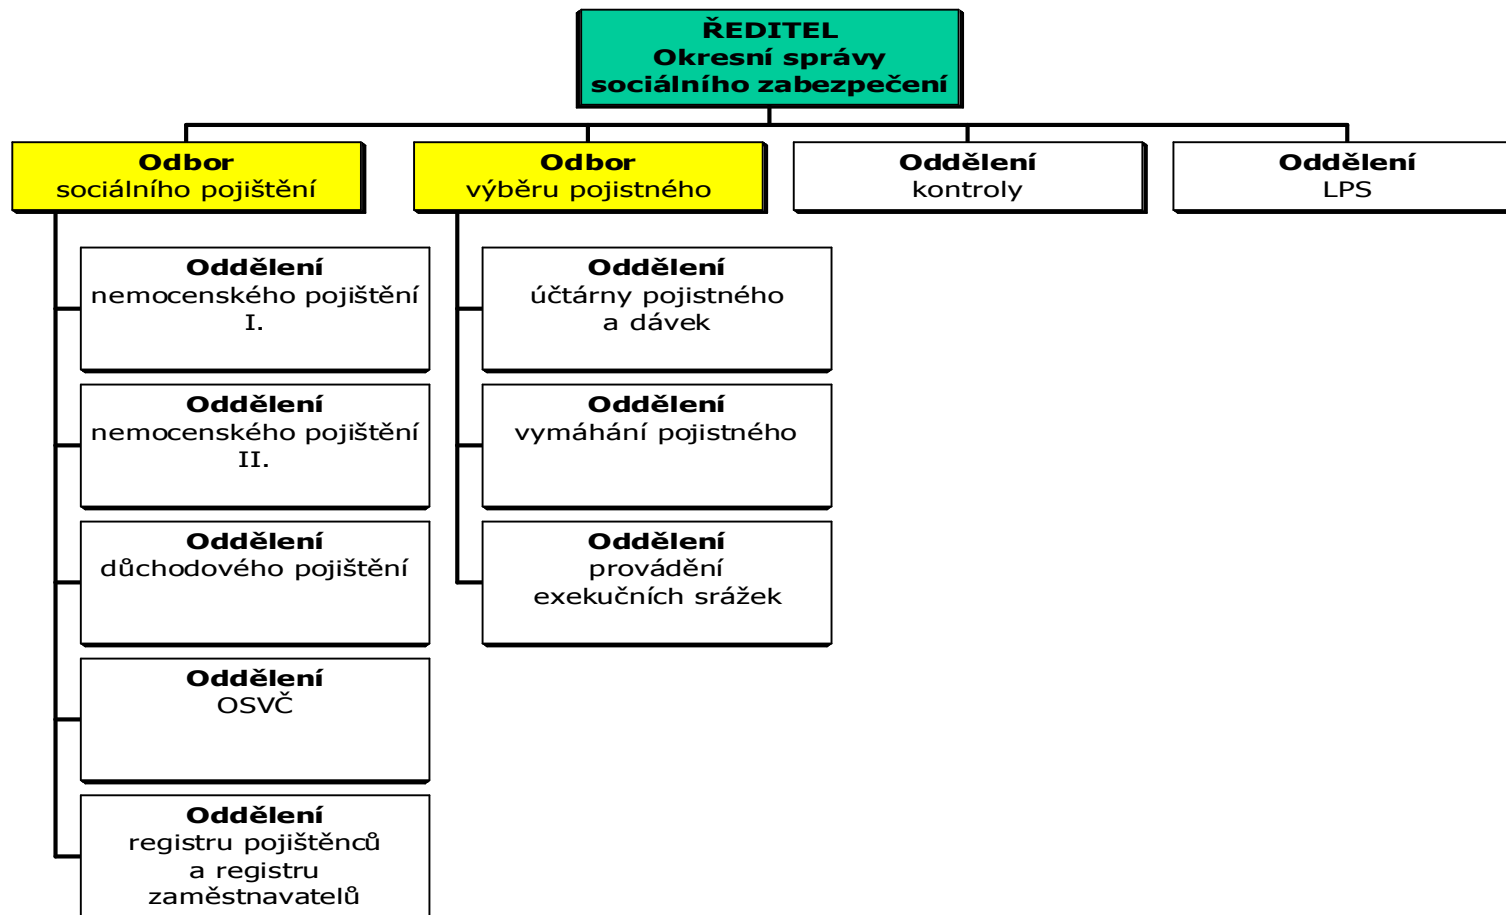 ŘEDITEL
Okresní správy
sociálního zabezpečení
Odbor
sociálního pojištění
Odbor
výběru pojistného
Oddělení
kontroly
Oddělení
LPS
Oddělení
nemocenského pojištění
I.
Oddělení
nemocenského pojištění
II.
Oddělení
důchodového pojištění
Oddělení
OSVČ
Oddělení
registru pojištěnců
a registru
zaměstnavatelů
Oddělení
účtárny pojistného
a dávek
Oddělení
vymáhání pojistného
Oddělení
provádění
exekučních srážek